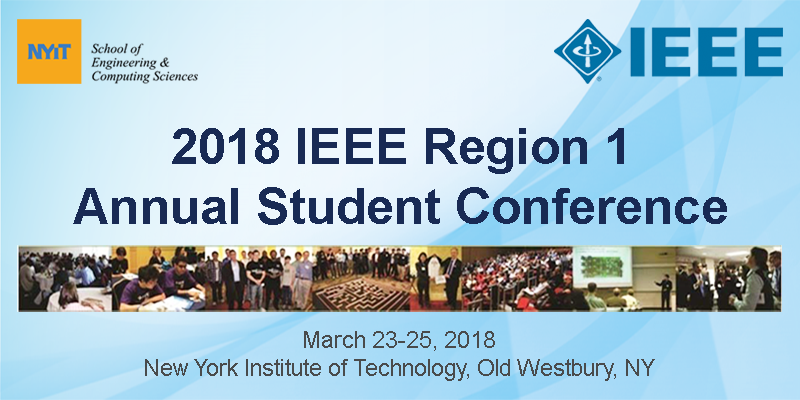 NYiT
School of
Engineering &
Computing Sciences
IEEE
®
2018 IEEE Region 1
Annual Student Conference
March 23-25, 2018
New York Institute of Technology, Old Westbury, NY